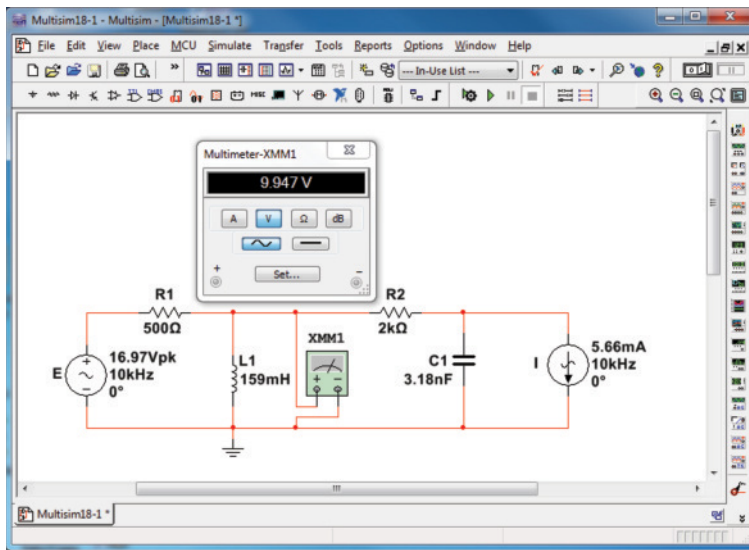 Multisim18-1 - Multisim - [Multisim18-1 *]
File Edit View Place MCU Simulate Transfer Tools Reports Options Window Help
--- In-Use List ---
Multimeter-XMM1
9.947 V
A V Ω dB
+ –
Set...
R1
500Ω
R2
2kΩ
XMM1
E
+
–
16.97Vpk
10kHz
0°
L1
159mH
+ –
C1
3.18nF
I
5.66mA
10kHz
0°
Multisim18-1 *